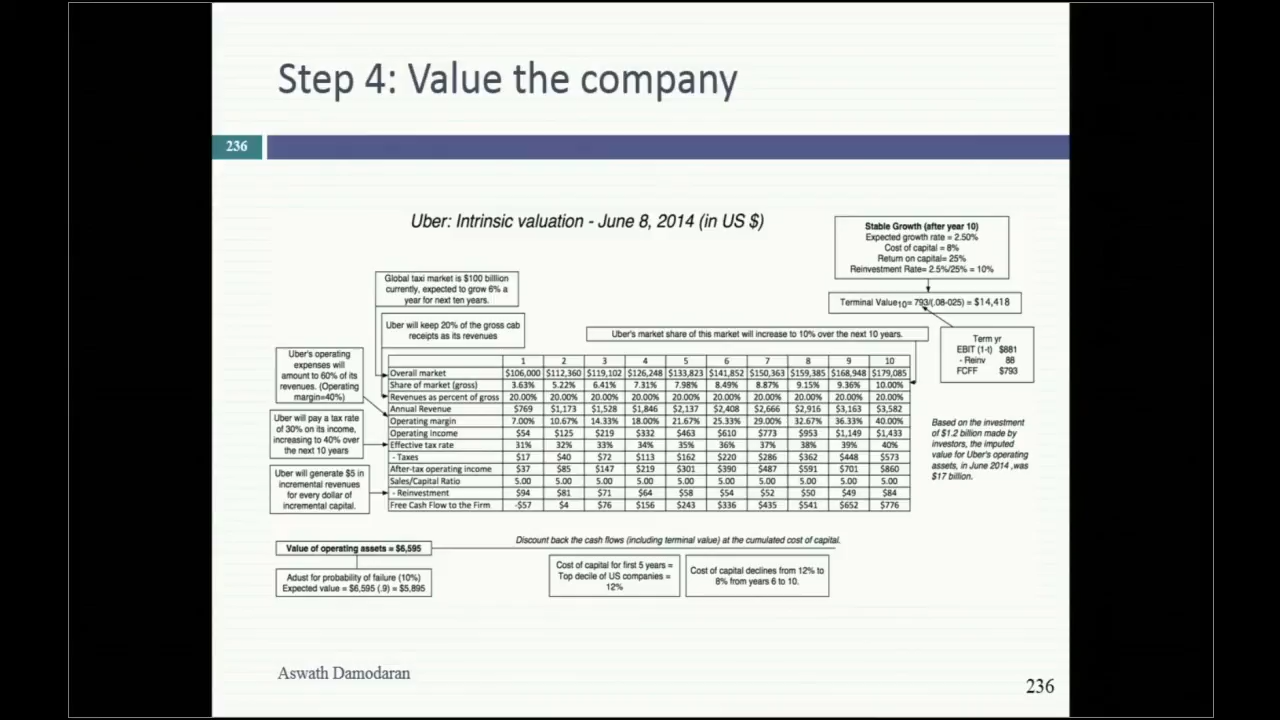 Step 4: Value the company
236
Uber: Intrinsic valuation - June 8, 2014 (in US $)
Stable Growth (after year 10)
Expected growth rate = 2.50%
Cost of capital = 8%
Return on capital= 25%
Reinvestment Rate= 2.5%/25% = 10%
Global taxi market is $100 billion
currently, expected to grow 6% a
year for next ten years.
Terminal Value10= 793/(.08-025) = $14,418
Uber will keep 20% of the gross cab
receipts as its revenues
Uber's market share of this market will increase to 10% over the next 10 years.
Term yr
EBIT (1-t) $881
- Reinv 88
FCFF $793
Uber's operating
expenses will
amount to 60% of its
revenues. (Operating
margin=40%)
Uber will pay a tax rate
of 30% on its income,
increasing to 40% over
the next 10 years
Uber will generate $5 in
incremental revenues
for every dollar of
incremental capital.
1 2 3 4 5 6 7 8 9 10
Overall market $106,000 $112,360 $119,102 $126,248 $133,823 $141,852 $150,363 $159,385 $168,948 $179,085
Share of market (gross) 3.63% 5.22% 6.41% 7.31% 7.98% 8.49% 8.87% 9.15% 9.36% 10.00%
Revenues as percent of gross 20.00% 20.00% 20.00% 20.00% 20.00% 20.00% 20.00% 20.00% 20.00% 20.00%
Annual Revenue $769 $1,173 $1,528 $1,846 $2,137 $2,408 $2,666 $2,916 $3,163 $3,582
Operating margin 7.00% 10.67% 14.33% 18.00% 21.67% 25.33% 29.00% 32.67% 36.33% 40.00%
Operating income $54 $125 $219 $332 $463 $610 $773 $953 $1,149 $1,433
Effective tax rate 31% 32% 33% 34% 35% 36% 37% 38% 39% 40%
- Taxes $17 $40 $72 $113 $162 $220 $286 $362 $448 $573
After-tax operating income $37 $85 $147 $219 $301 $390 $487 $591 $701 $860
Sales/Capital Ratio 5.00 5.00 5.00 5.00 5.00 5.00 5.00 5.00 5.00 5.00
- Reinvestment $94 $81 $71 $64 $58 $54 $52 $50 $49 $84
Free Cash Flow to the Firm -$57 $4 $76 $156 $243 $336 $435 $541 $652 $776
Based on the investment
of $1.2 billion made by
investors, the imputed
value for Uber's operating
assets, in June 2014 ,was
$17 billion.
Value of operating assets = $6,595
Discount back the cash flows (including terminal value) at the cumulated cost of capital.
Adust for probability of failure (10%)
Expected value = $6,595 (.9) = $5,895
Cost of capital for first 5 years =
Top decile of US companies =
12%
Cost of capital declines from 12% to
8% from years 6 to 10.
Aswath Damodaran
236